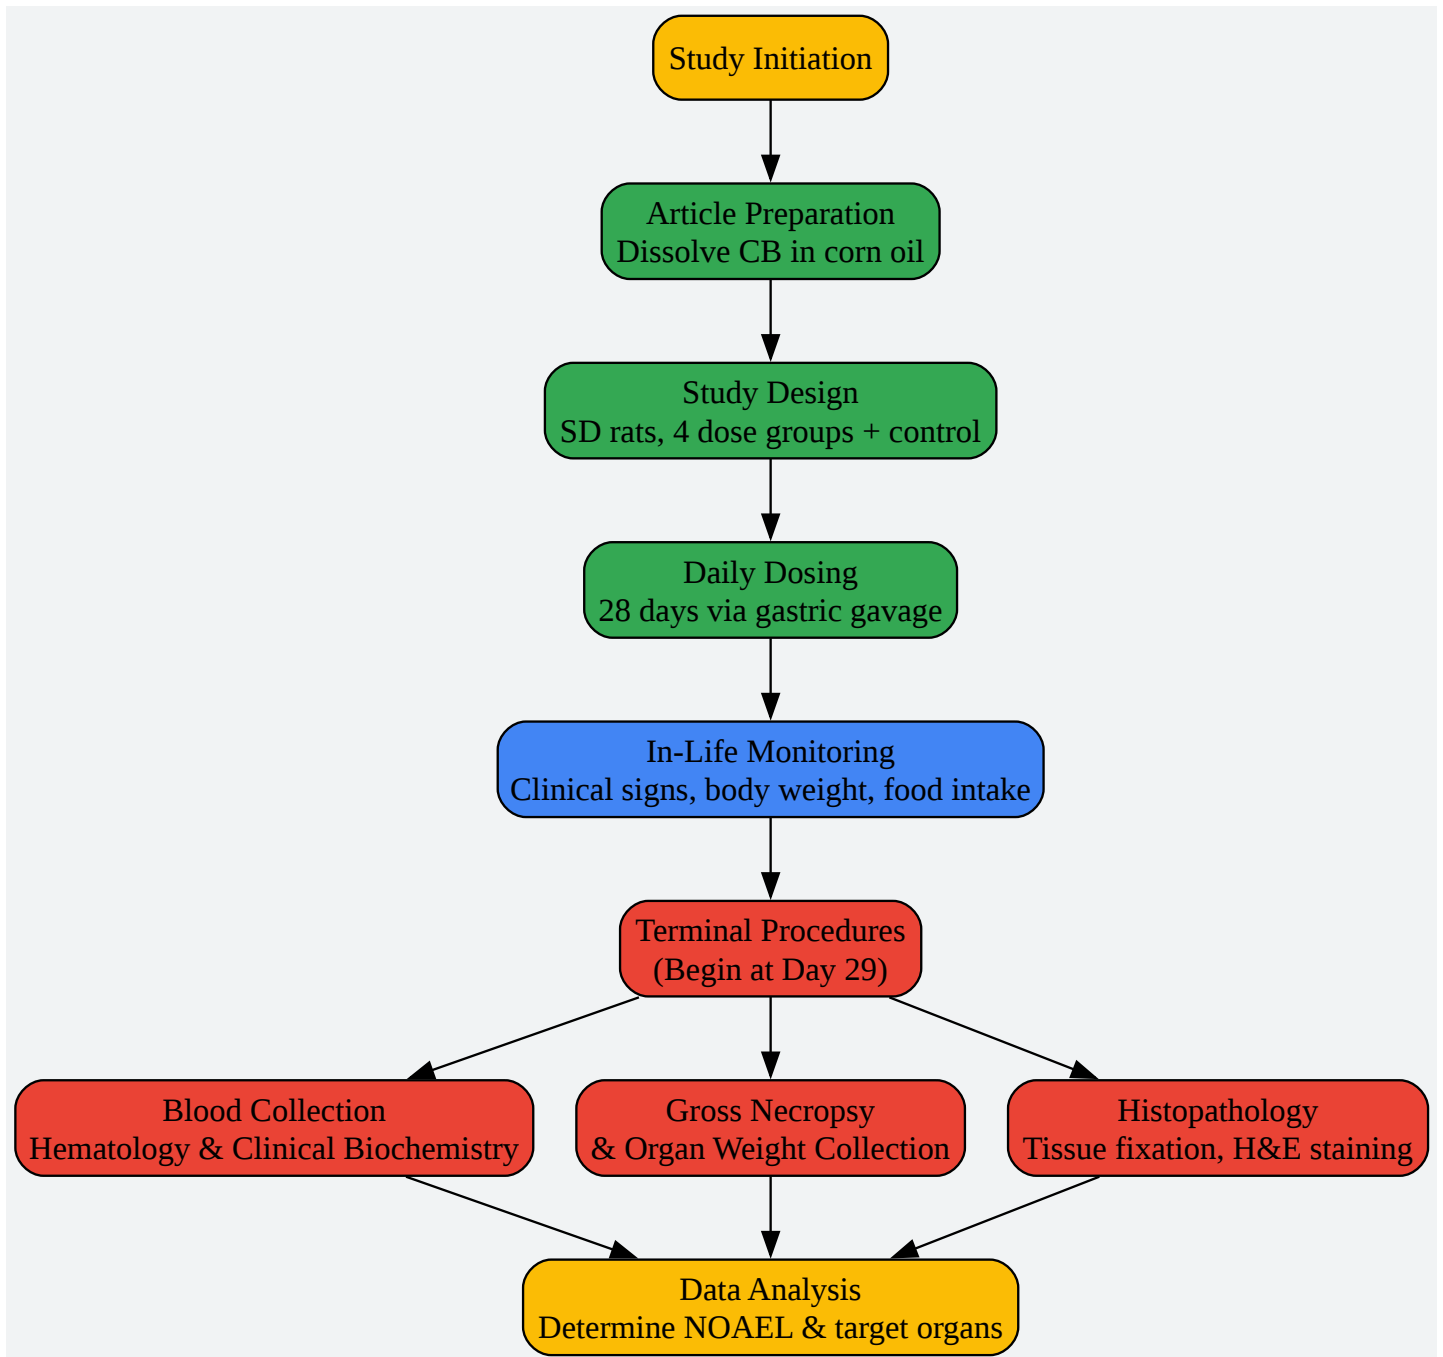 Study Initiation
Article Preparation
Dissolve CB in corn oil
Study Design
SD rats, 4 dose groups + control
Daily Dosing
28 days via gastric gavage
In-Life Monitoring
Clinical signs, body weight, food intake
Terminal Procedures
(Begin at Day 29)
Blood Collection
Hematology & Clinical Biochemistry
Gross Necropsy
& Organ Weight Collection
Histopathology
Tissue fixation, H&E staining
Data Analysis
Determine NOAEL & target organs